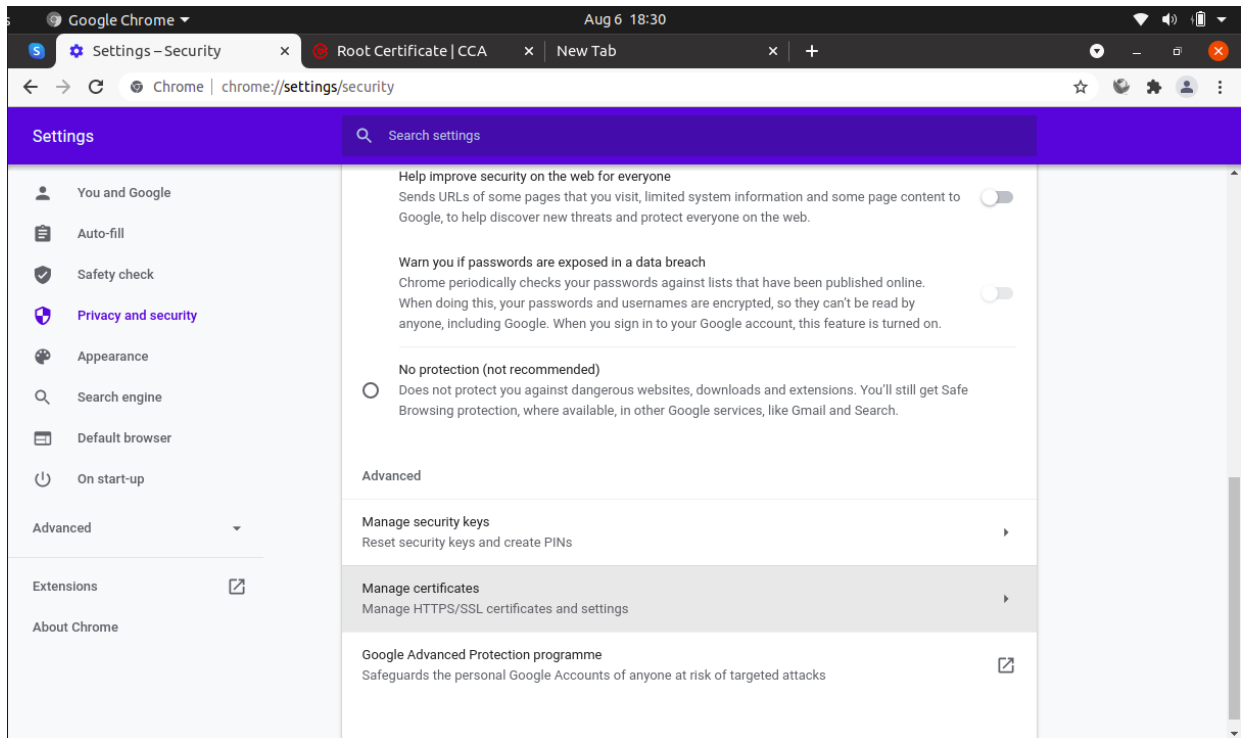 s
Google Chrome
Aug 6 18:30
S
Settings – Security
Root Certificate | CCA
New Tab
Chrome | chrome://settings/security
Settings
Search settings
You and Google
Auto-fill
Safety check
Privacy and security
Appearance
Search engine
Default browser
On start-up
Advanced
Extensions
About Chrome
Help improve security on the web for everyone
Sends URLs of some pages that you visit, limited system information and some page content to
Google, to help discover new threats and protect everyone on the web.
Warn you if passwords are exposed in a data breach
Chrome periodically checks your passwords against lists that have been published online.
When doing this, your passwords and usernames are encrypted, so they can't be read by
anyone, including Google. When you sign in to your Google account, this feature is turned on.
No protection (not recommended)
Does not protect you against dangerous websites, downloads and extensions. You'll still get Safe
Browsing protection, where available, in other Google services, like Gmail and Search.
Advanced
Manage security keys
Reset security keys and create PINs
Manage certificates
Manage HTTPS/SSL certificates and settings
Google Advanced Protection programme
Safeguards the personal Google Accounts of anyone at risk of targeted attacks